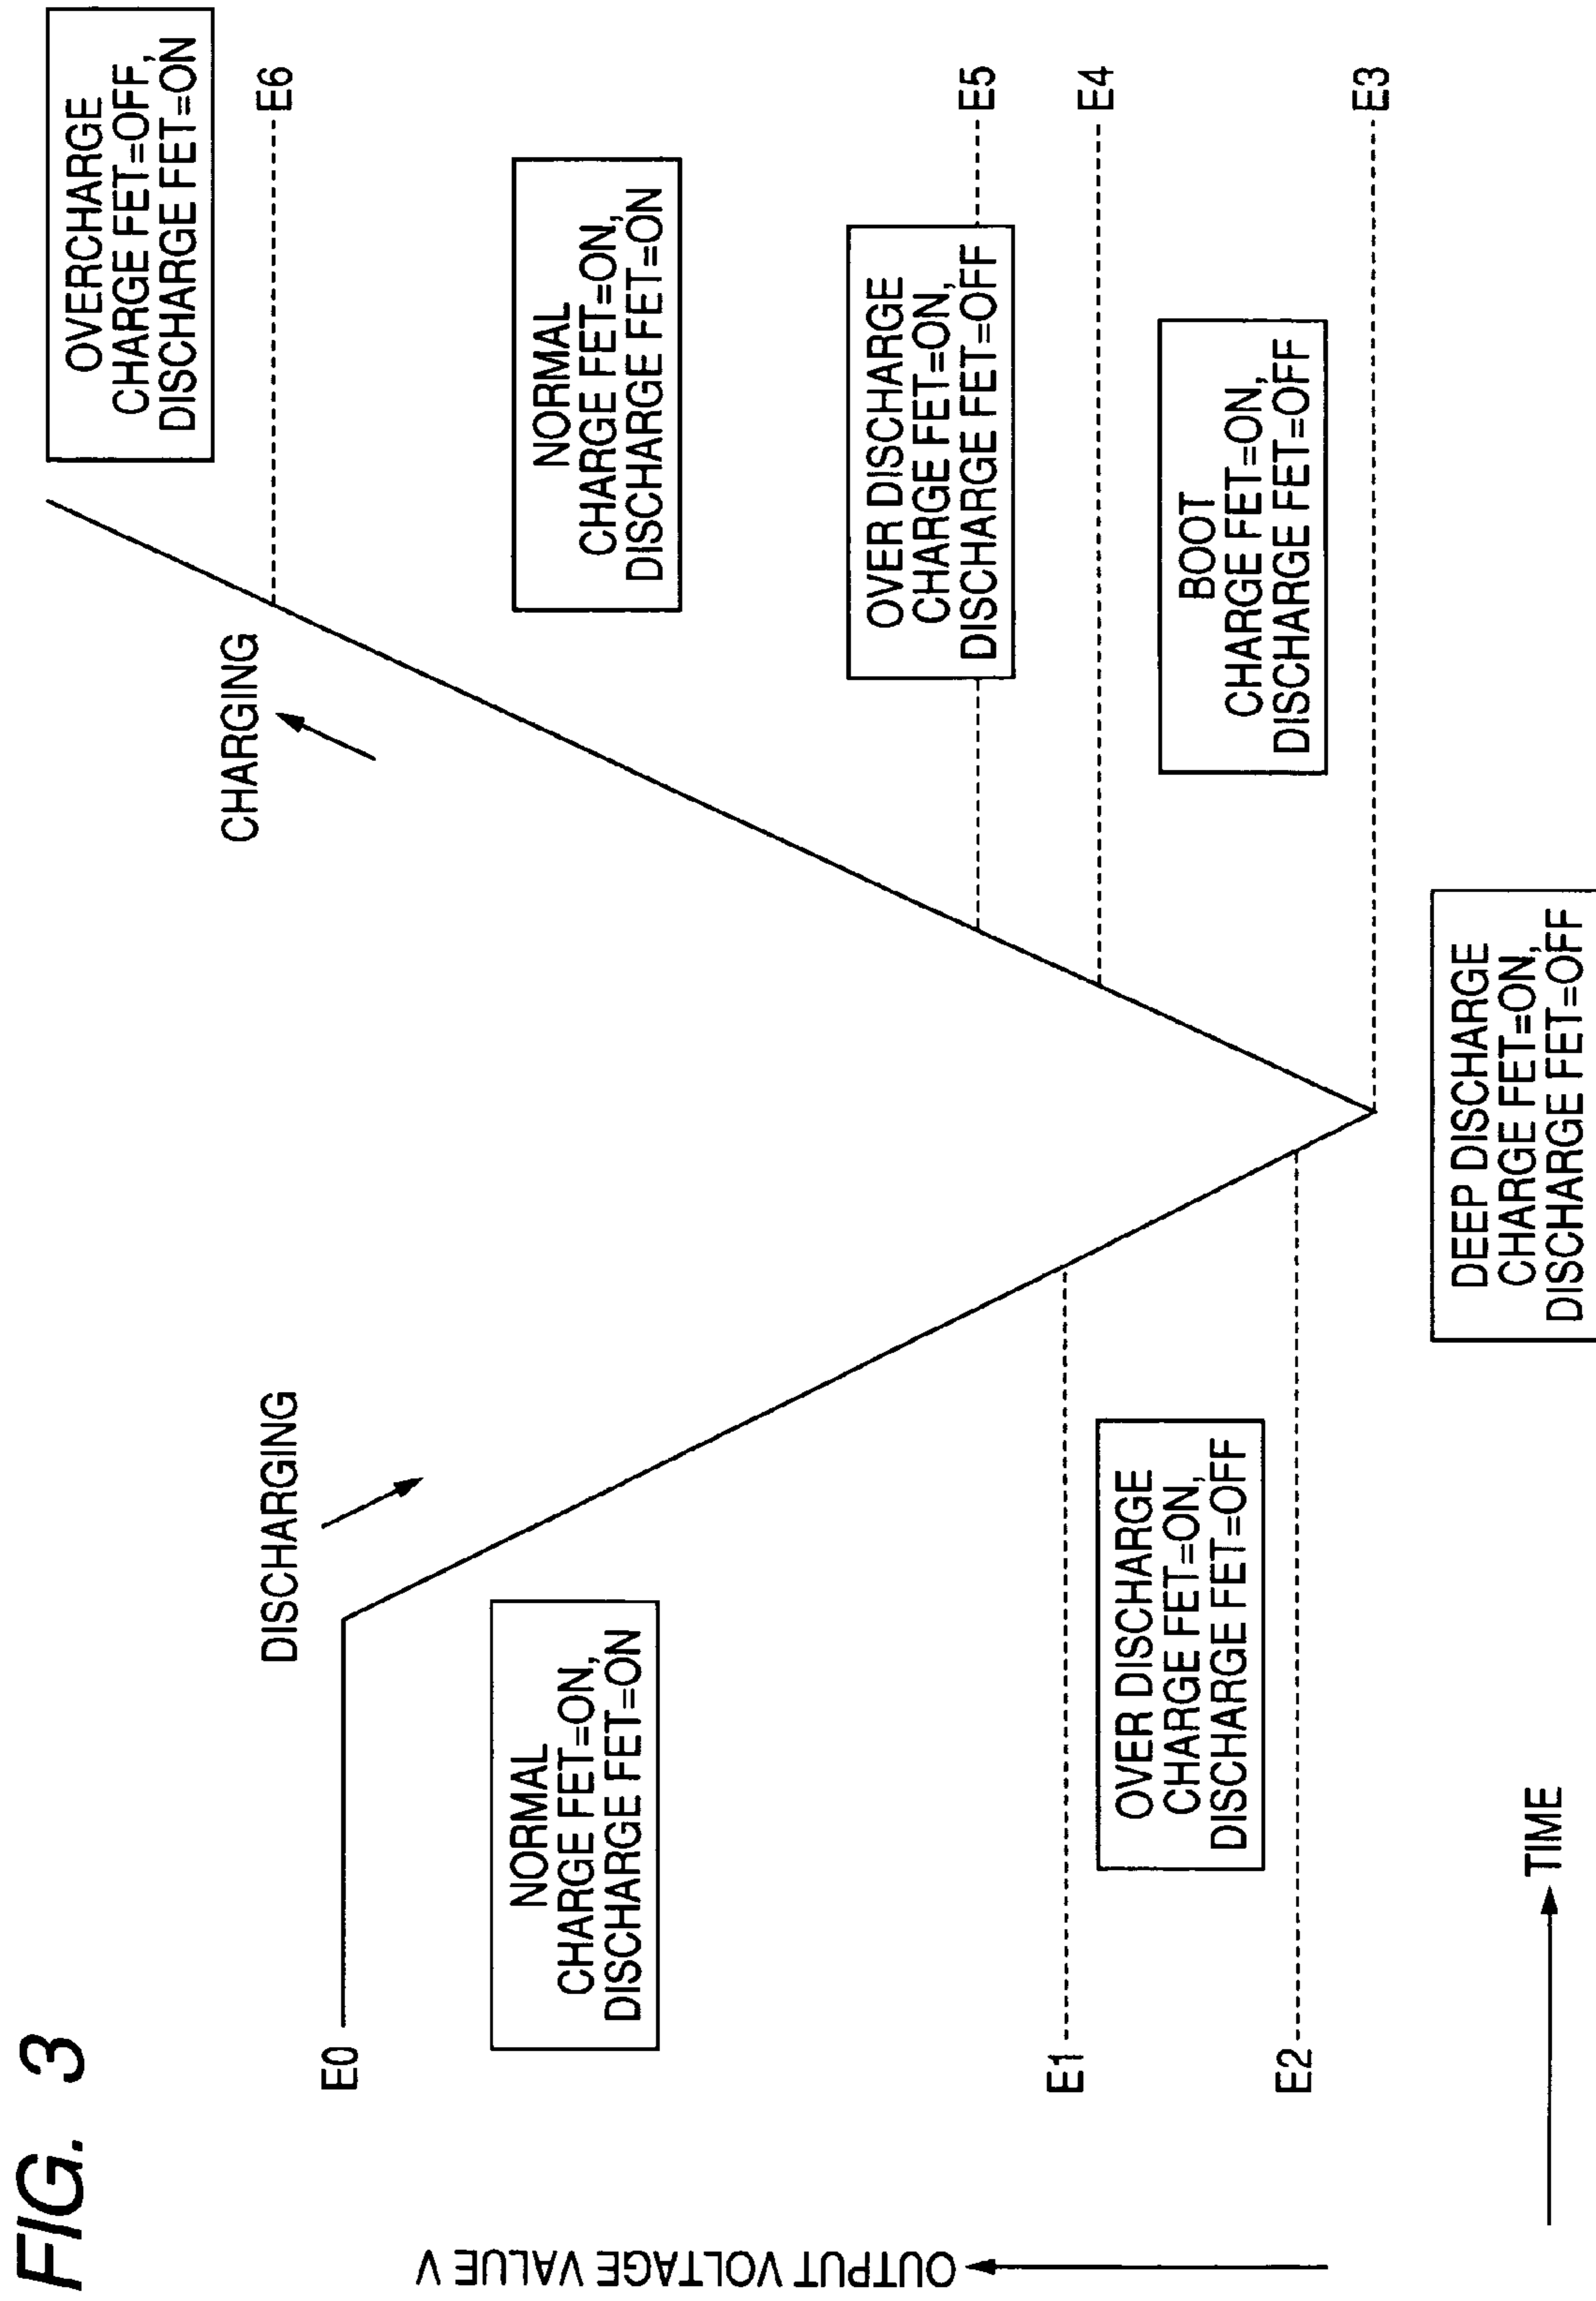 FIG. 3
OUTPUT VOLTAGE VALUE V
E0
NORMAL
CHARGE FET=ON,
DISCHARGE FET=ON
DISCHARGING
E1
OVER DISCHARGE
CHARGE FET=ON,
DISCHARGE FET=OFF
E2
TIME
DEEP DISCHARGE
CHARGE FET=ON,
DISCHARGE FET=OFF
CHARGING
OVERCHARGE
CHARGE FET=OFF,
DISCHARGE FET=ON
E6
NORMAL
CHARGE FET=ON,
DISCHARGE FET=ON
OVER DISCHARGE
CHARGE FET=ON,
DISCHARGE FET=OFF
E5
E4
BOOT
CHARGE FET=ON,
DISCHARGE FET=OFF
E3